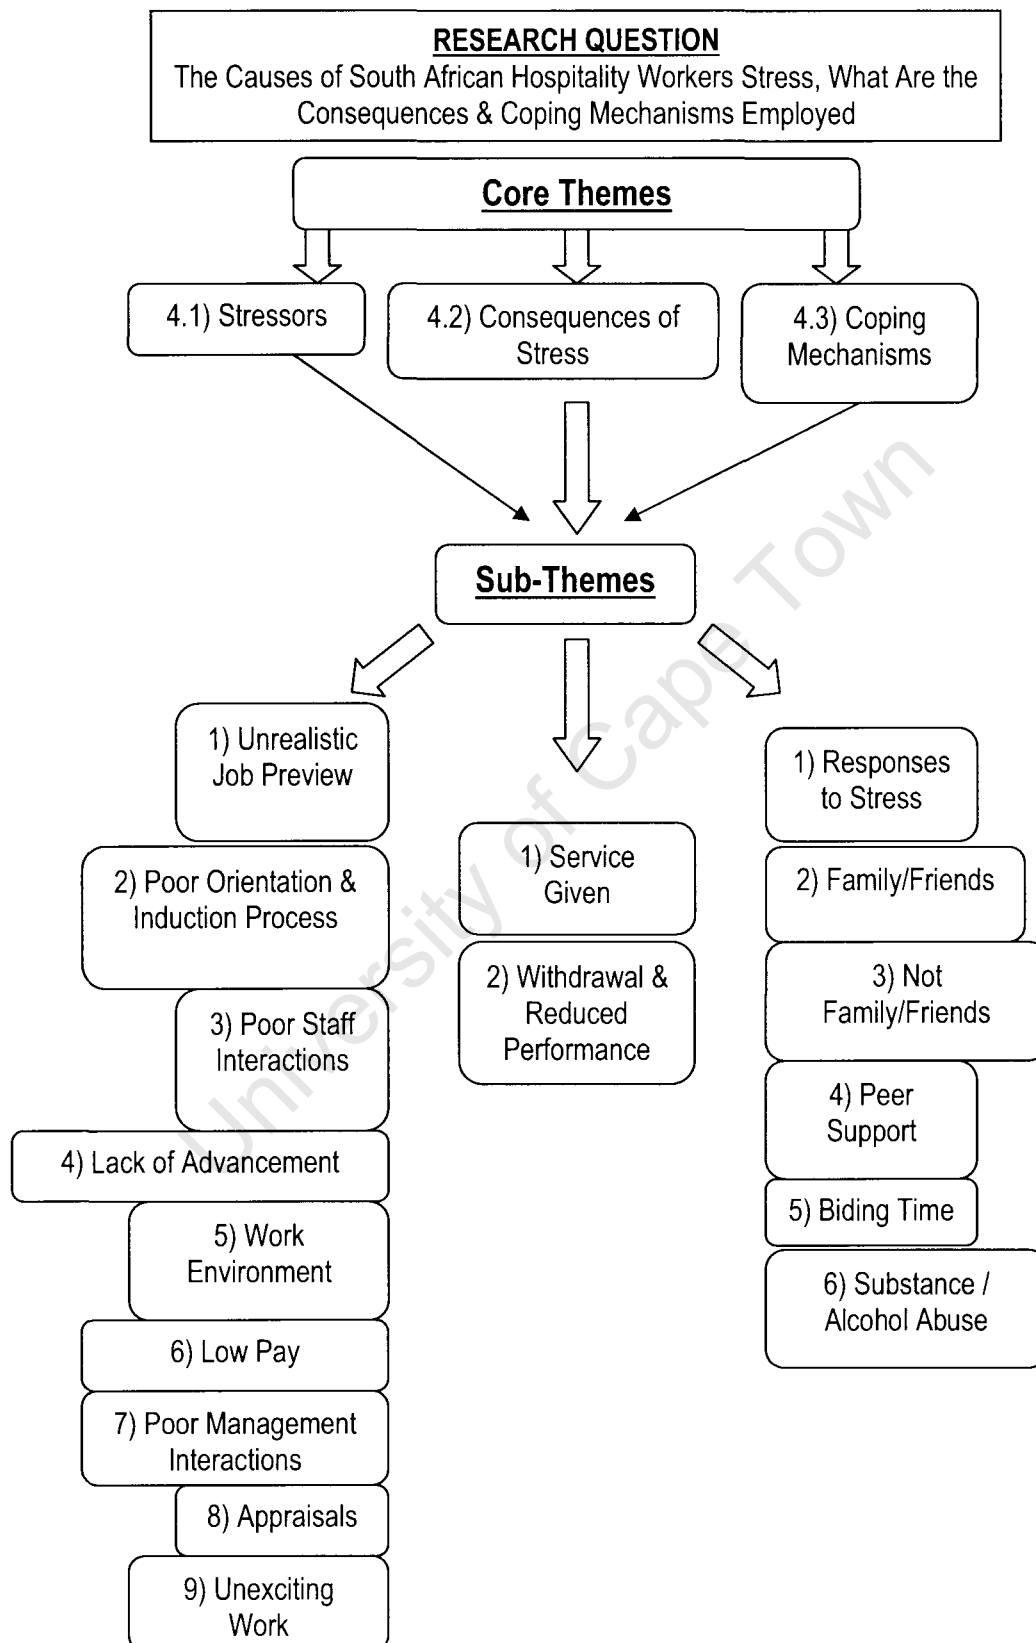 RESEARCH QUESTION
The Causes of South African Hospitality Workers Stress, What Are the
Consequences & Coping Mechanisms Employed
Core Themes
4.1) Stressors
4.2) Consequences of
Stress
4.3) Coping
Mechanisms
Sub-Themes
1) Unrealistic
Job Preview
2) Poor Orientation &
Induction Process
3) Poor Staff
Interactions
4) Lack of Advancement
5) Work
Environment
6) Low Pay
7) Poor Management
Interactions
8) Appraisals
9) Unexciting
Work
1) Service
Given
2) Withdrawal &
Reduced
Performance
1) Responses
to Stress
2) Family/Friends
3) Not
Family/Friends
4) Peer
Support
5) Biding Time
6) Substance /
Alcohol Abuse
University of Cape Town